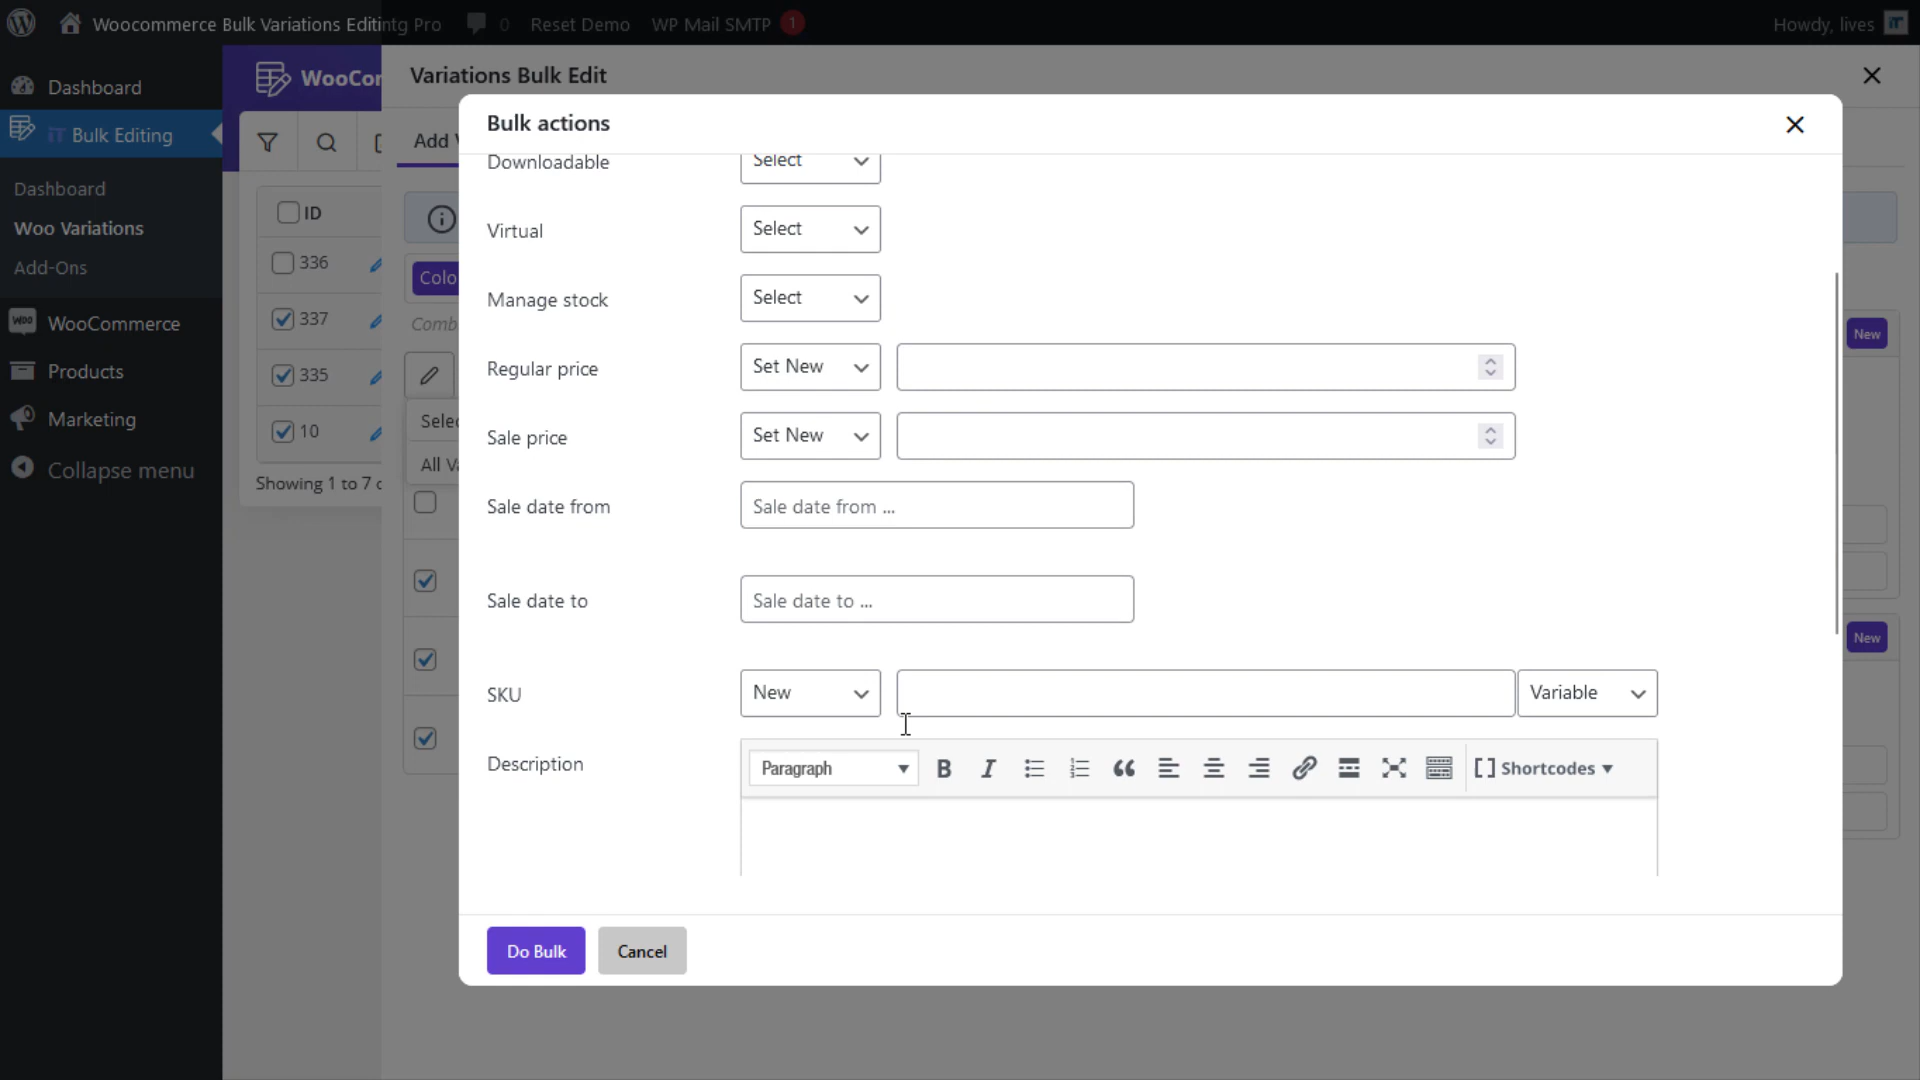 Woocommerce Bulk Variations Editintg Pro
0
Reset Demo
WP Mail SMTP
1
Howdy, lives
iT
Dashboard
iT Bulk Editing
Dashboard
Woo Variations
Add-Ons
WooCommerce
Products
Marketing
Collapse menu
WooCor
ID
336
337
335
10
Showing 1 to 7 o
Variations Bulk Edit
Add V
Colo
Comb
Selec
All Va
New
New
Bulk actions
Downloadable
Select
Virtual
Select
Manage stock
Select
Regular price
Set New
Sale price
Set New
Sale date from
Sale date from ...
Sale date to
Sale date to ...
SKU
New
Variable
Description
Paragraph
[ ] Shortcodes
Do Bulk
Cancel